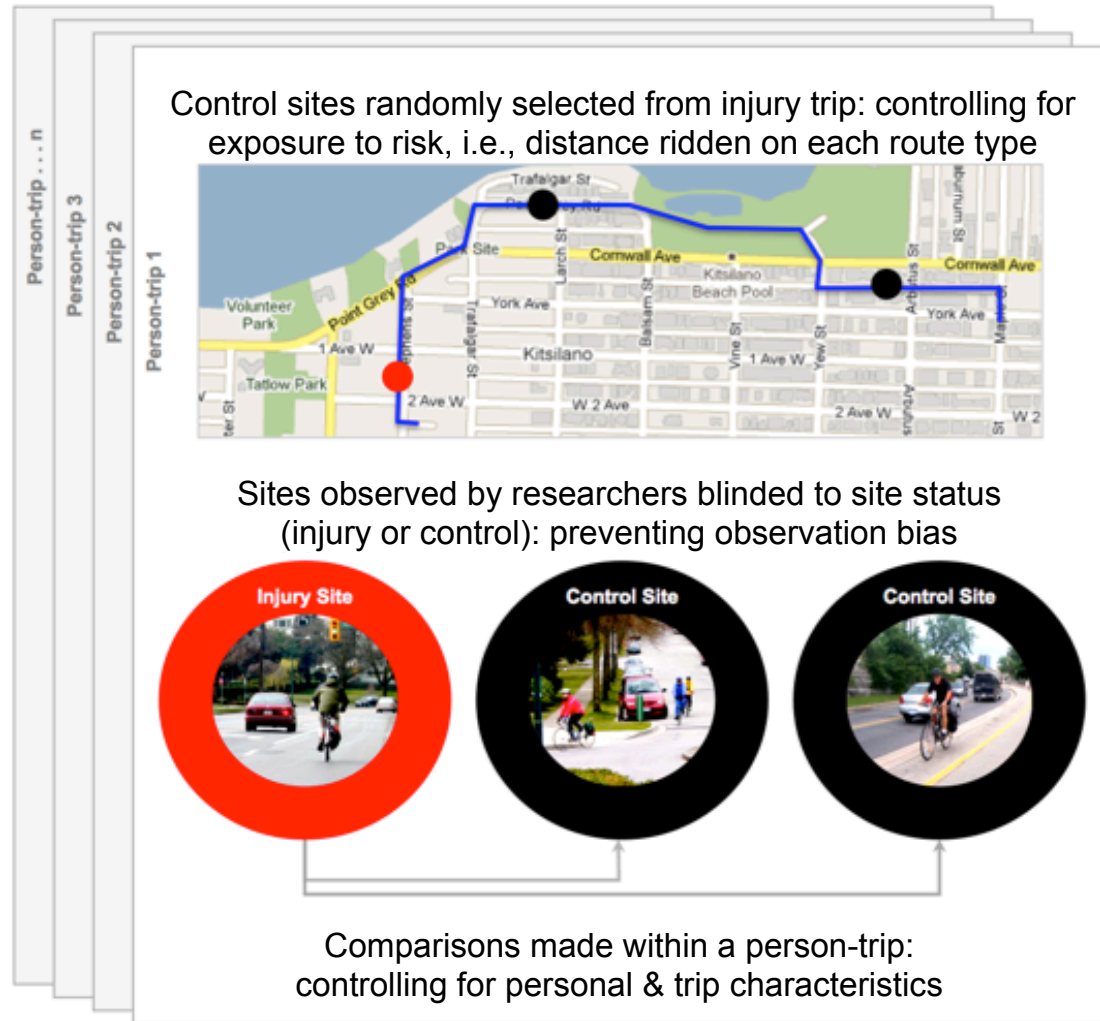 Person-trip . . . n
Person-trip 3
Person-trip 2
Person-trip 1
Control sites randomly selected from injury trip: controlling for
exposure to risk, i.e., distance ridden on each route type
Trafalgar St
Park Site
Larch St
Cornwall Ave
Kitsilano
Beach Pool
Arbutus St
Cornwall Ave
Volunteer
Park
Point Grey Rd
York Ave
Trafalgar St
Balsam St
Vine St
Yew St
York Ave
1 Ave W
Kitsilano
1 Ave W
Tatlow Park
2 Ave W
W 2 Ave
2 Ave W
Arbutus
St
W 2
ter St
Sites observed by researchers blinded to site status
(injury or control): preventing observation bias
Injury Site
Control Site
Control Site
Comparisons made within a person-trip:
controlling for personal & trip characteristics